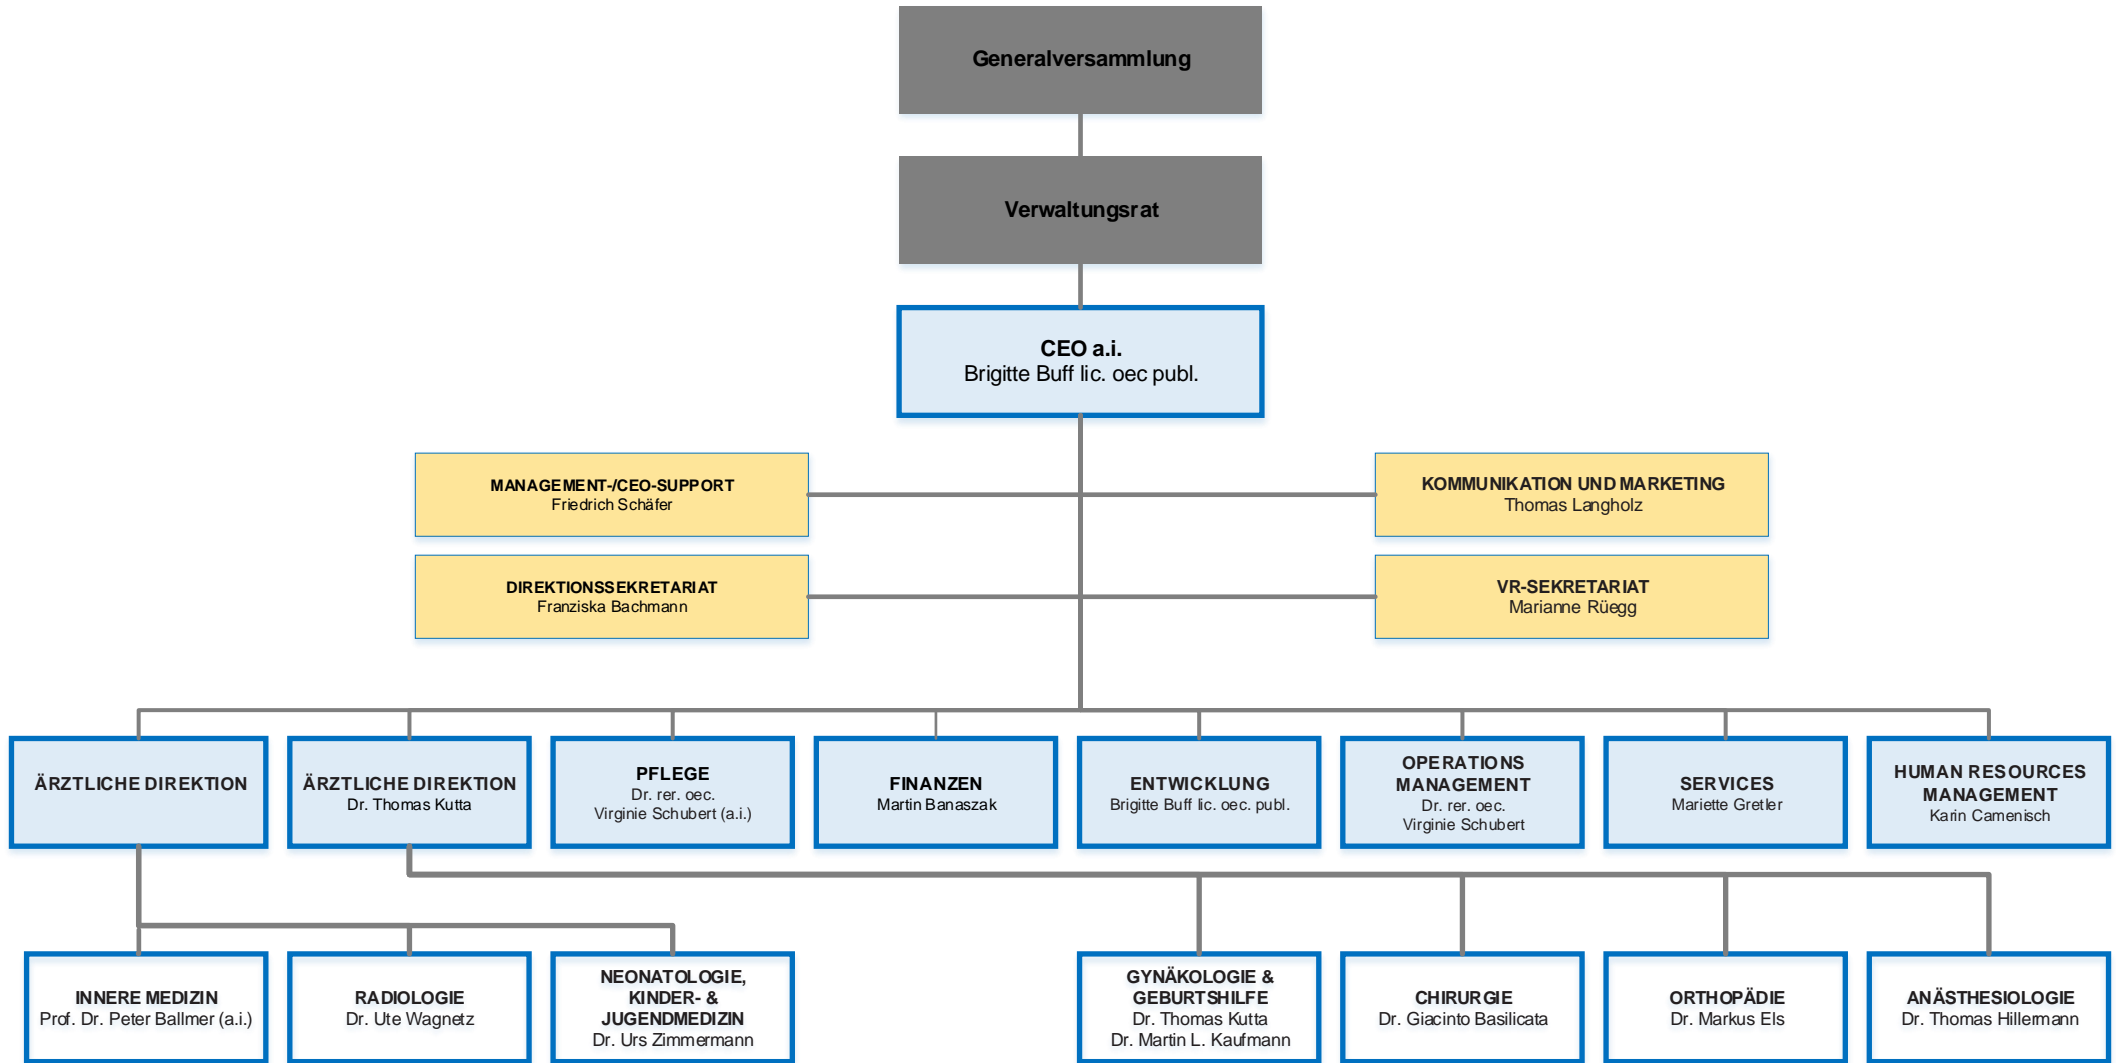 Generalversammlung
Verwaltungsrat
CEO a.i.
Brigitte Buff lic. oec publ.
MANAGEMENT-/CEO-SUPPORT
Friedrich Schäfer
KOMMUNIKATION UND MARKETING
Thomas Langholz
DIREKTIONSSEKRETARIAT
Franziska Bachmann
VR-SEKRETARIAT
Marianne Rüegg
ÄRZTLICHE DIREKTION
ÄRZTLICHE DIREKTION
Dr. Thomas Kutta
PFLEGE
Dr. rer. oec.
Virginie Schubert (a.i.)
FINANZEN
Martin Banaszak
ENTWICKLUNG
Brigitte Buff lic. oec. publ.
OPERATIONS
MANAGEMENT
Dr. rer. oec.
Virginie Schubert
SERVICES
Mariette Gretler
HUMAN RESOURCES
MANAGEMENT
Karin Camenisch
INNERE MEDIZIN
Prof. Dr. Peter Ballmer (a.i.)
RADIOLOGIE
Dr. Ute Wagnetz
NEONATOLOGIE,
KINDER- &
JUGENDMEDIZIN
Dr. Urs Zimmermann
GYNÄKOLOGIE &
GEBURTSHILFE
Dr. Thomas Kutta
Dr. Martin L. Kaufmann
CHIRURGIE
Dr. Giacinto Basilicata
ORTHOPÄDIE
Dr. Markus Els
ANÄSTHESIOLOGIE
Dr. Thomas Hillermann